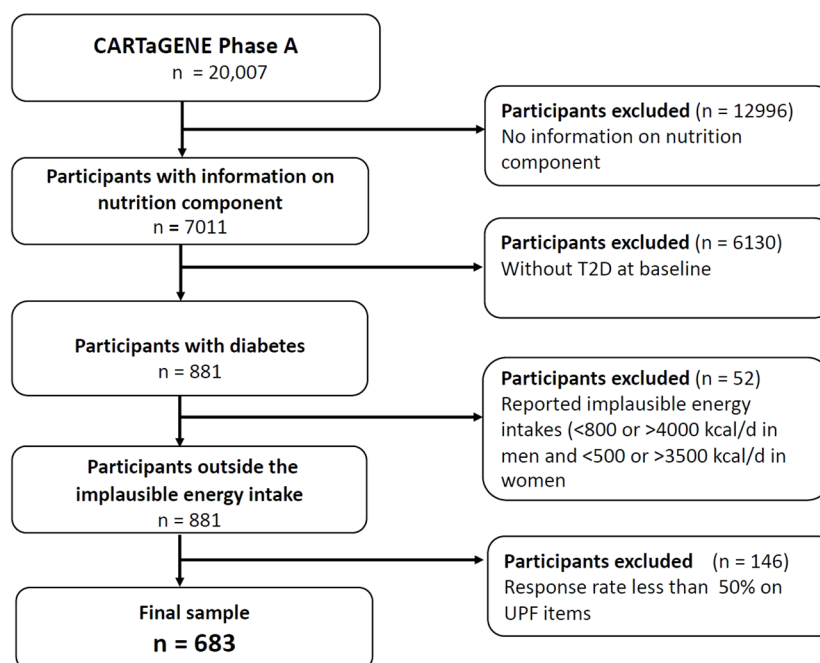 CARTaGENE Phase A
n = 20,007
Participants excluded (n = 12996)
No information on nutrition
component
Participants with information on
nutrition component
n = 7011
Participants excluded (n = 6130)
Without T2D at baseline
Participants with diabetes
n = 881
Participants excluded (n = 52)
Reported implausible energy
intakes (<800 or >4000 kcal/d in
men and <500 or >3500 kcal/d in
women
Participants outside the
implausible energy intake
n = 881
Participants excluded (n = 146)
Response rate less than 50% on
UPF items
Final sample
n = 683